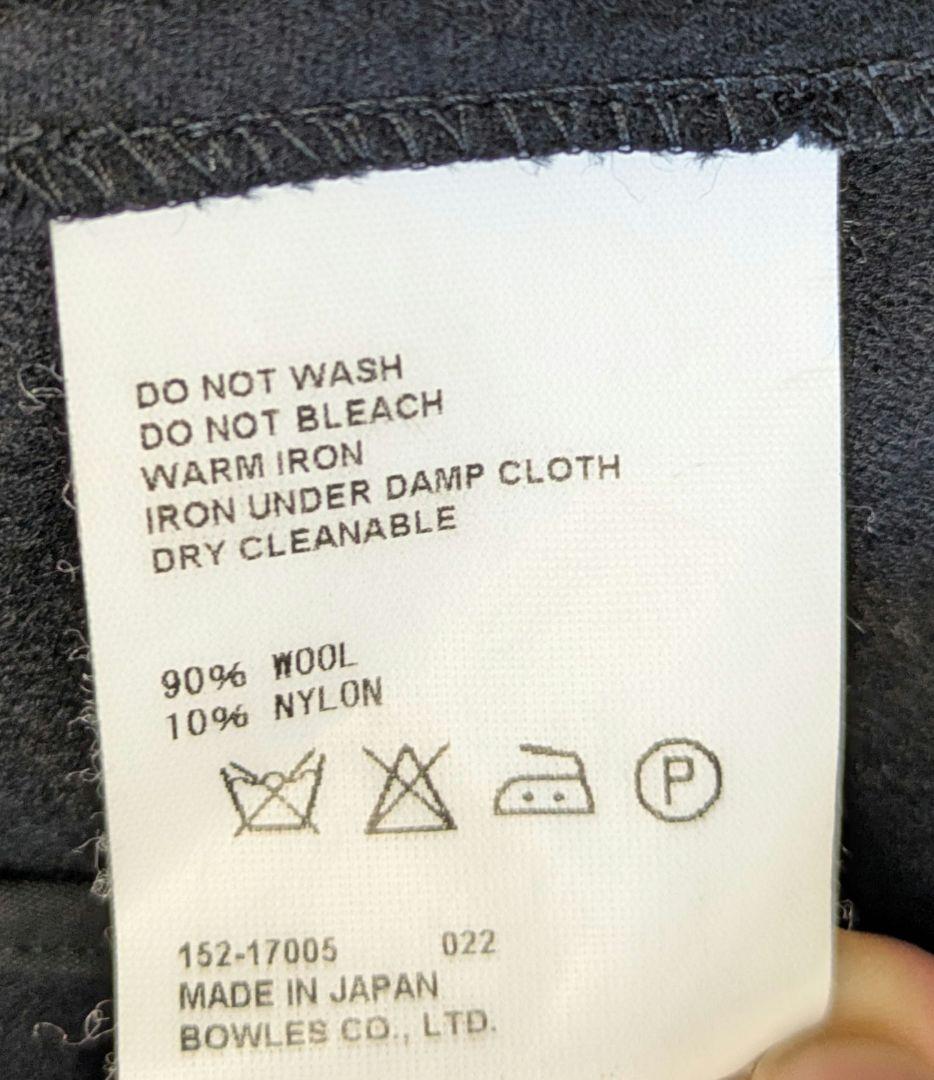 DO NOT WASH
DO NOT BLEACH
WARM IRON
IRON UNDER DAMP CLOTH
DRY CLEANABLE
90% WOOL
10% NYLON
P
152-17005 022
MADE IN JAPAN
BOWLES CO., LTD.